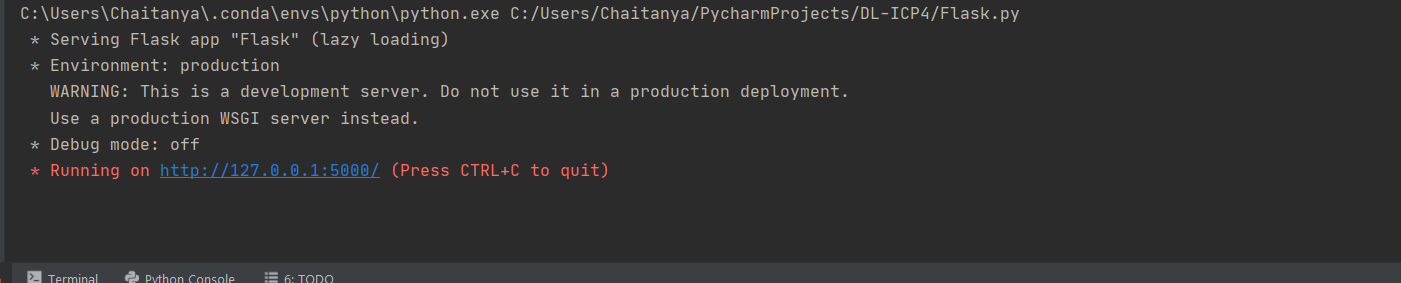 C:\Users\Chaitanya\.conda\envs\python\python.exe C:/Users/Chaitanya/PycharmProjects/DL-ICP4/Flask.py
* Serving Flask app "Flask" (lazy loading)
* Environment: production
WARNING: This is a development server. Do not use it in a production deployment.
Use a production WSGI server instead.
* Debug mode: off
* Running on http://127.0.0.1:5000/ (Press CTRL+C to quit)
Terminal Python Console 6: TODO